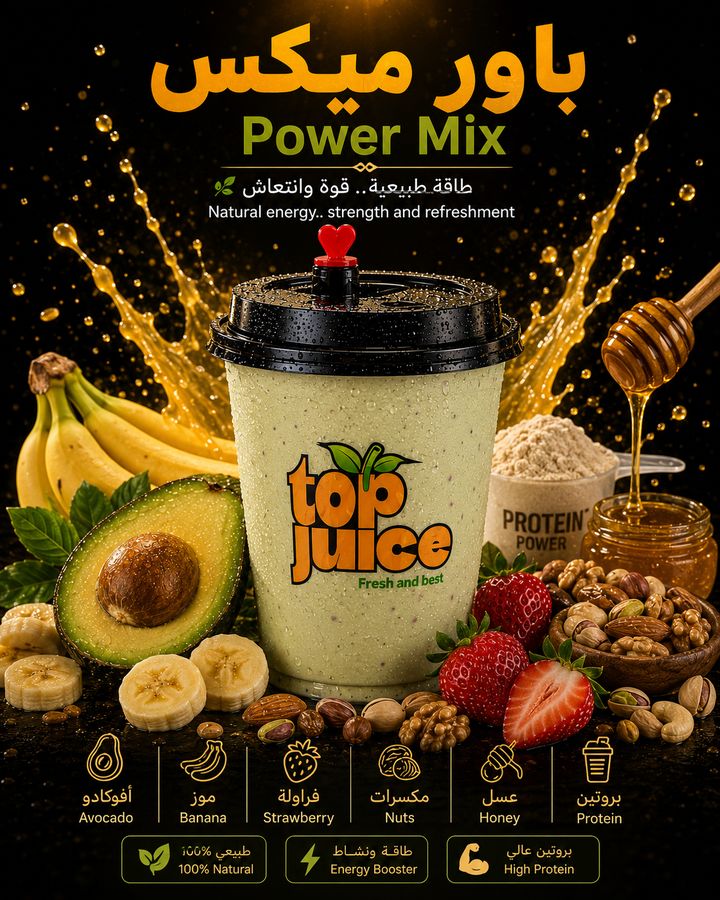 باور ميكس
Power Mix
طاقة طبيعية.. قوة وانتعاش
Natural energy.. strength and refreshment
top
juice
Fresh and best
PROTEIN
POWER
أفوكادو
Avocado
موز
Banana
فراولة
Strawberry
مكسرات
Nuts
عسل
Honey
بروتين
Protein
طبيعي 100%
100% Natural
طاقة ونشاط
Energy Booster
بروتين عالي
High Protein